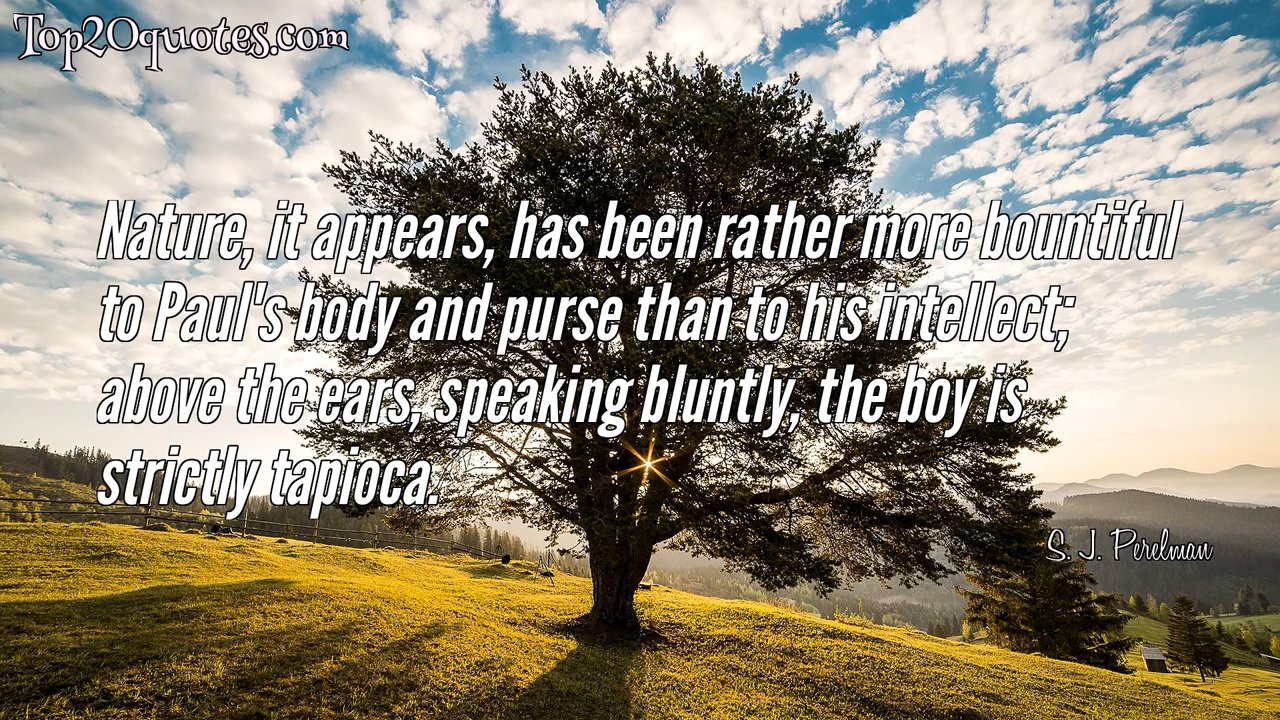 Top20quotes.com
Nature, it appears, has been rather more bountiful
to Paul's body and purse than to his intellect;
above the ears, speaking bluntly, the boy is
strictly tapioca.
S. J. Perelman